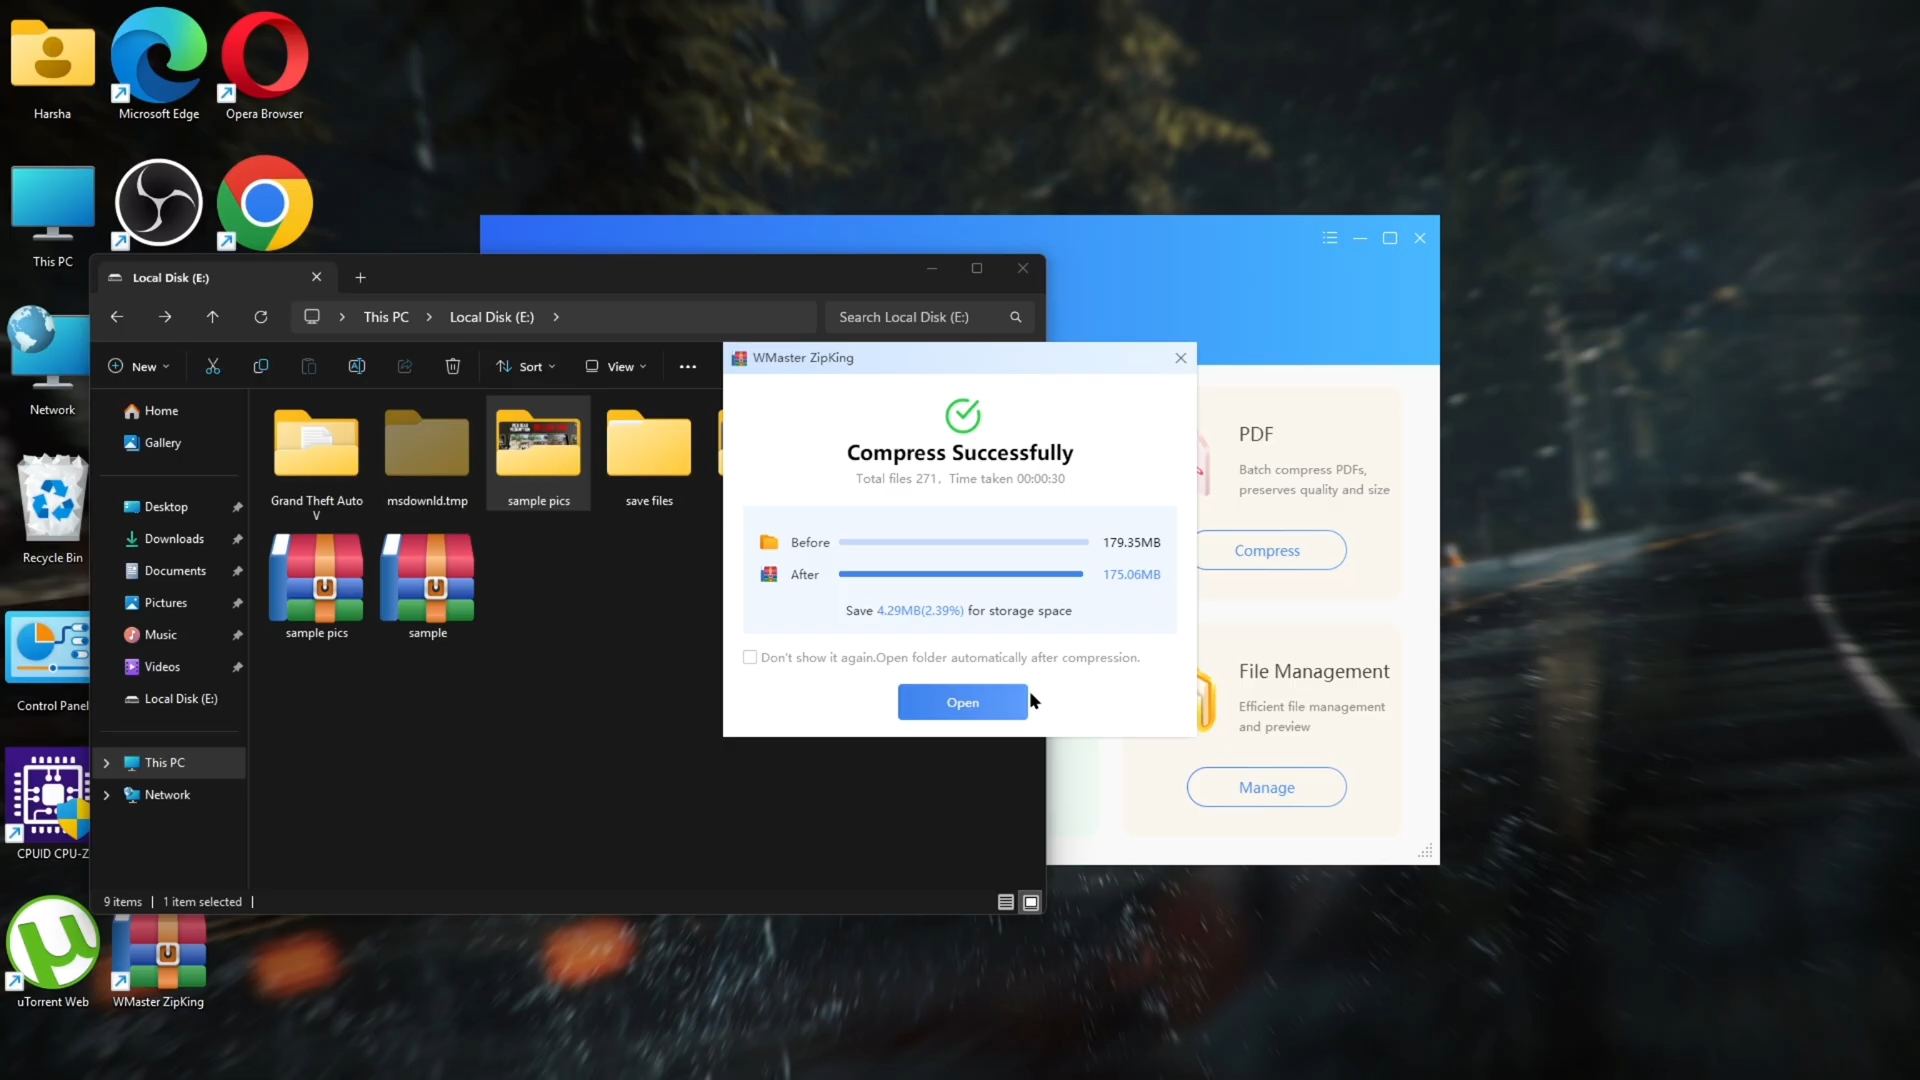 Harsha
Microsoft Edge
Opera Browser
This PC
Network
Recycle Bin
Control Panel
CPUID CPU-Z
uTorrent Web
WMaster ZipKing
Local Disk (E:)
This PC
Local Disk (E:)
Search Local Disk (E:)
New
Sort
View
Home
Gallery
Desktop
Downloads
Documents
Pictures
Music
Videos
Local Disk (E:)
This PC
Network
Grand Theft Auto
V
msdownld.tmp
sample pics
save files
sample pics
sample
9 items
1 item selected
WMaster ZipKing
Compress Successfully
Total files 271, Time taken 00:00:30
Before 179.35MB
After 175.06MB
Save 4.29MB(2.39%) for storage space
Don't show it again.Open folder automatically after compression.
Open
PDF
Batch compress PDFs,
preserves quality and size
Compress
File Management
Efficient file management
and preview
Manage